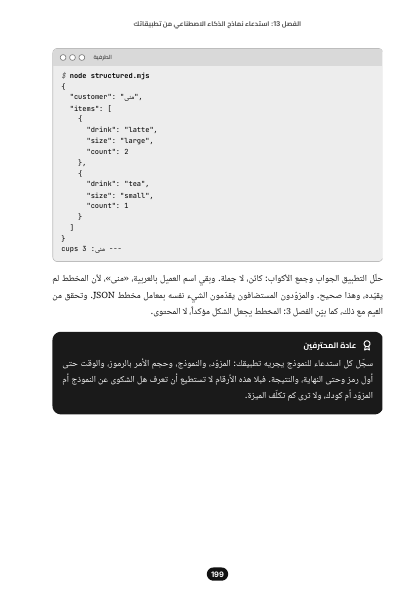 الفصل 13: استدعاء نماذج الذكاء الاصطناعي من تطبيقاتك
الطرفية
$ node structured.mjs
{
"customer": "منى",
"items": [
{
"drink": "latte",
"size": "large",
"count": 2
},
{
"drink": "tea",
"size": "small",
"count": 1
}
]
}
--- منى: 3 cups
حلّل التطبيق الجواب وجمع الأكواب: كائن، لا جملة. وبقي اسم العميل بالعربية، «منى»، لأن المخطط لم
يقيّده، وهذا صحيح. والمزوّدون المستضافون يقدّمون الشيء نفسه بمعامل مخطط JSON. وتحقق من
القيم مع ذلك، كما بيّن الفصل 3: المخطط يجعل الشكل مؤكداً، لا المحتوى.
عادة المحترفين
سجّل كل استدعاء للنموذج يجريه تطبيقك: المزوّد، والنموذج، وحجم الأمر بالرموز، والوقت حتى
أول رمز وحتى النهاية، والنتيجة. فبلا هذه الأرقام لا تستطيع أن تعرف هل الشكوى عن النموذج أم
المزوّد أم كودك، ولا ترى كم تكلّف الميزة.
199